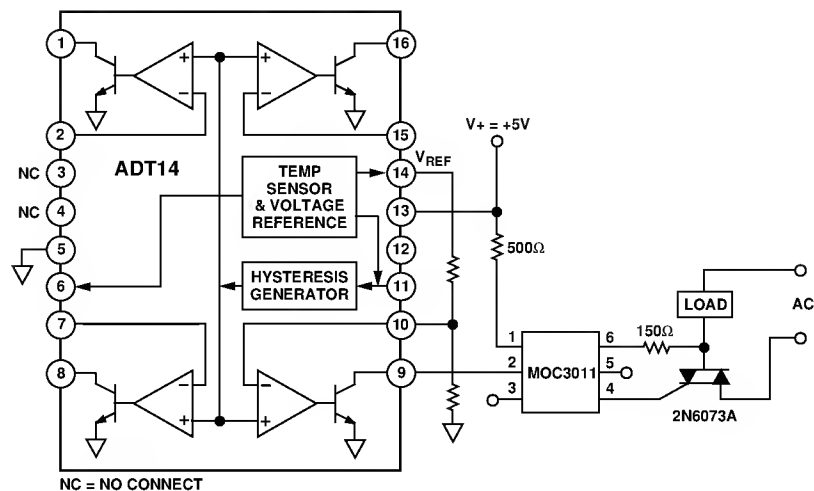 1
16
+
+
−
−
2
15
V+ = +5V
ADT14
VREF
NC
3
TEMP
SENSOR
& VOLTAGE
REFERENCE
14
NC
4
13
500Ω
5
12
6
HYSTERESIS
GENERATOR
11
LOAD
AC
7
10
150Ω
1
6
8
−
−
9
2
MOC3011
5
3
4
+
+
2N6073A
NC = NO CONNECT